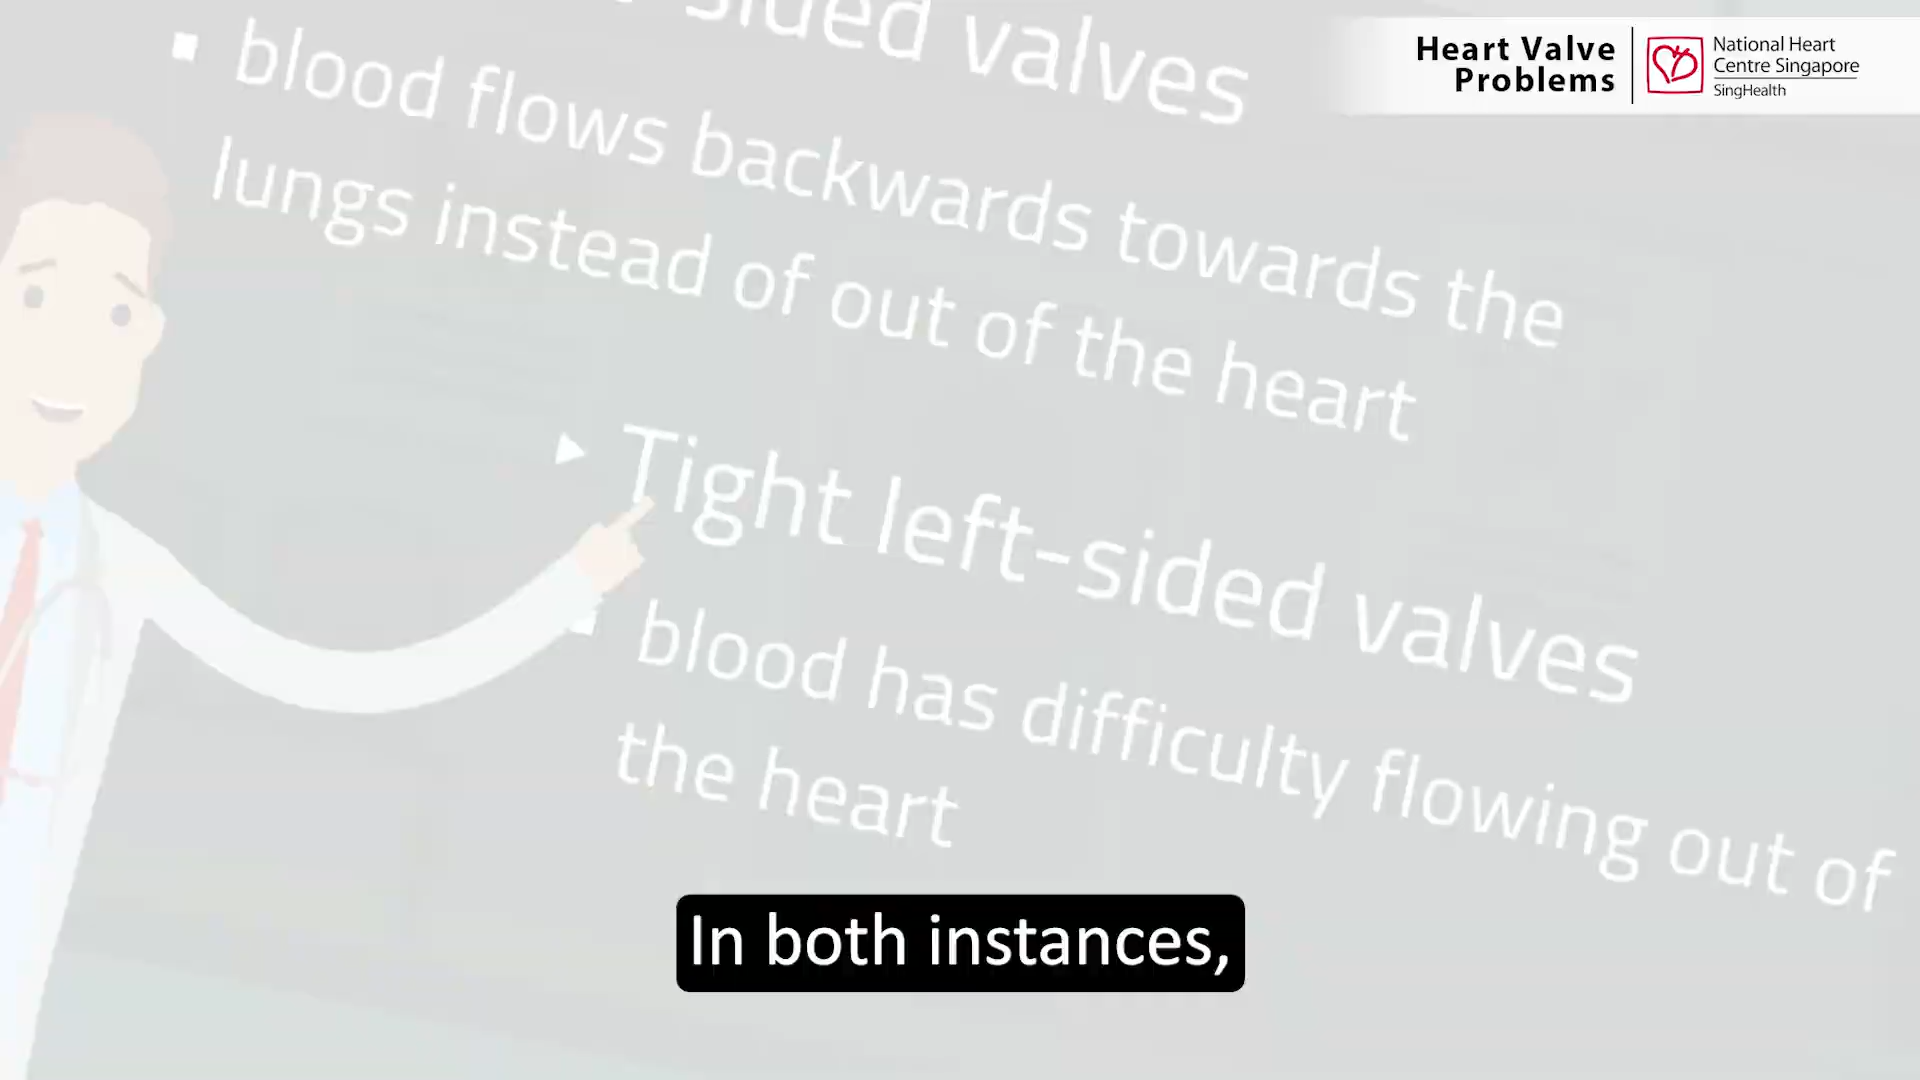 -sided valves
Heart Valve
Problems
National Heart
Centre Singapore
SingHealth
blood flows backwards towards the
lungs instead of out of the heart
Tight left-sided valves
blood has difficulty flowing out of
the heart
In both instances,